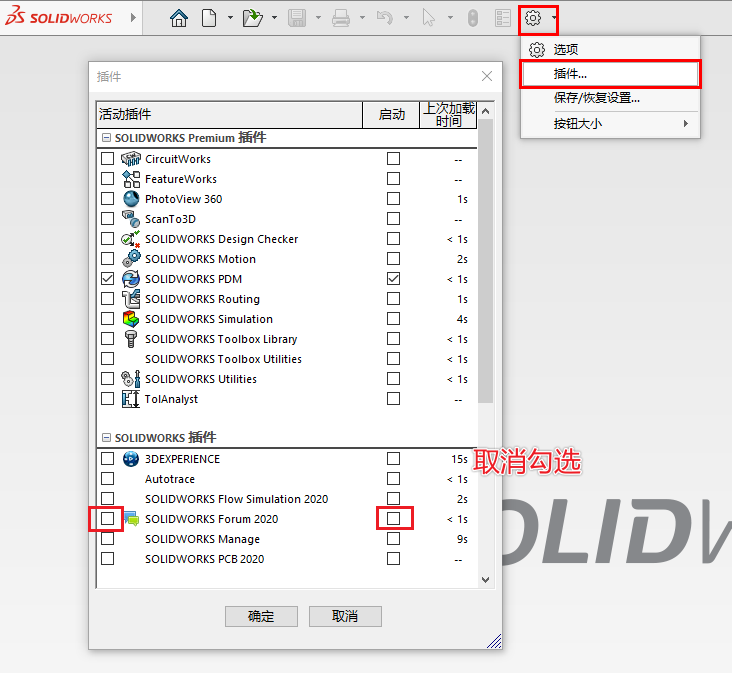 SOLIDWORKS
选项
插件...
保存/恢复设置...
按钮大小
插件
活动插件 启动 上次加载时间
SOLIDWORKS Premium 插件
CircuitWorks --
FeatureWorks --
PhotoView 360 1s
ScanTo3D --
SOLIDWORKS Design Checker < 1s
SOLIDWORKS Motion 2s
SOLIDWORKS PDM < 1s
SOLIDWORKS Routing 1s
SOLIDWORKS Simulation 4s
SOLIDWORKS Toolbox Library < 1s
SOLIDWORKS Toolbox Utilities < 1s
SOLIDWORKS Utilities < 1s
TolAnalyst --
SOLIDWORKS 插件
3DEXPERIENCE 15s
取消勾选
Autotrace < 1s
SOLIDWORKS Flow Simulation 2020 2s
SOLIDWORKS Forum 2020 < 1s
SOLIDWORKS Manage 9s
SOLIDWORKS PCB 2020 --
OLIDW
确定 取消